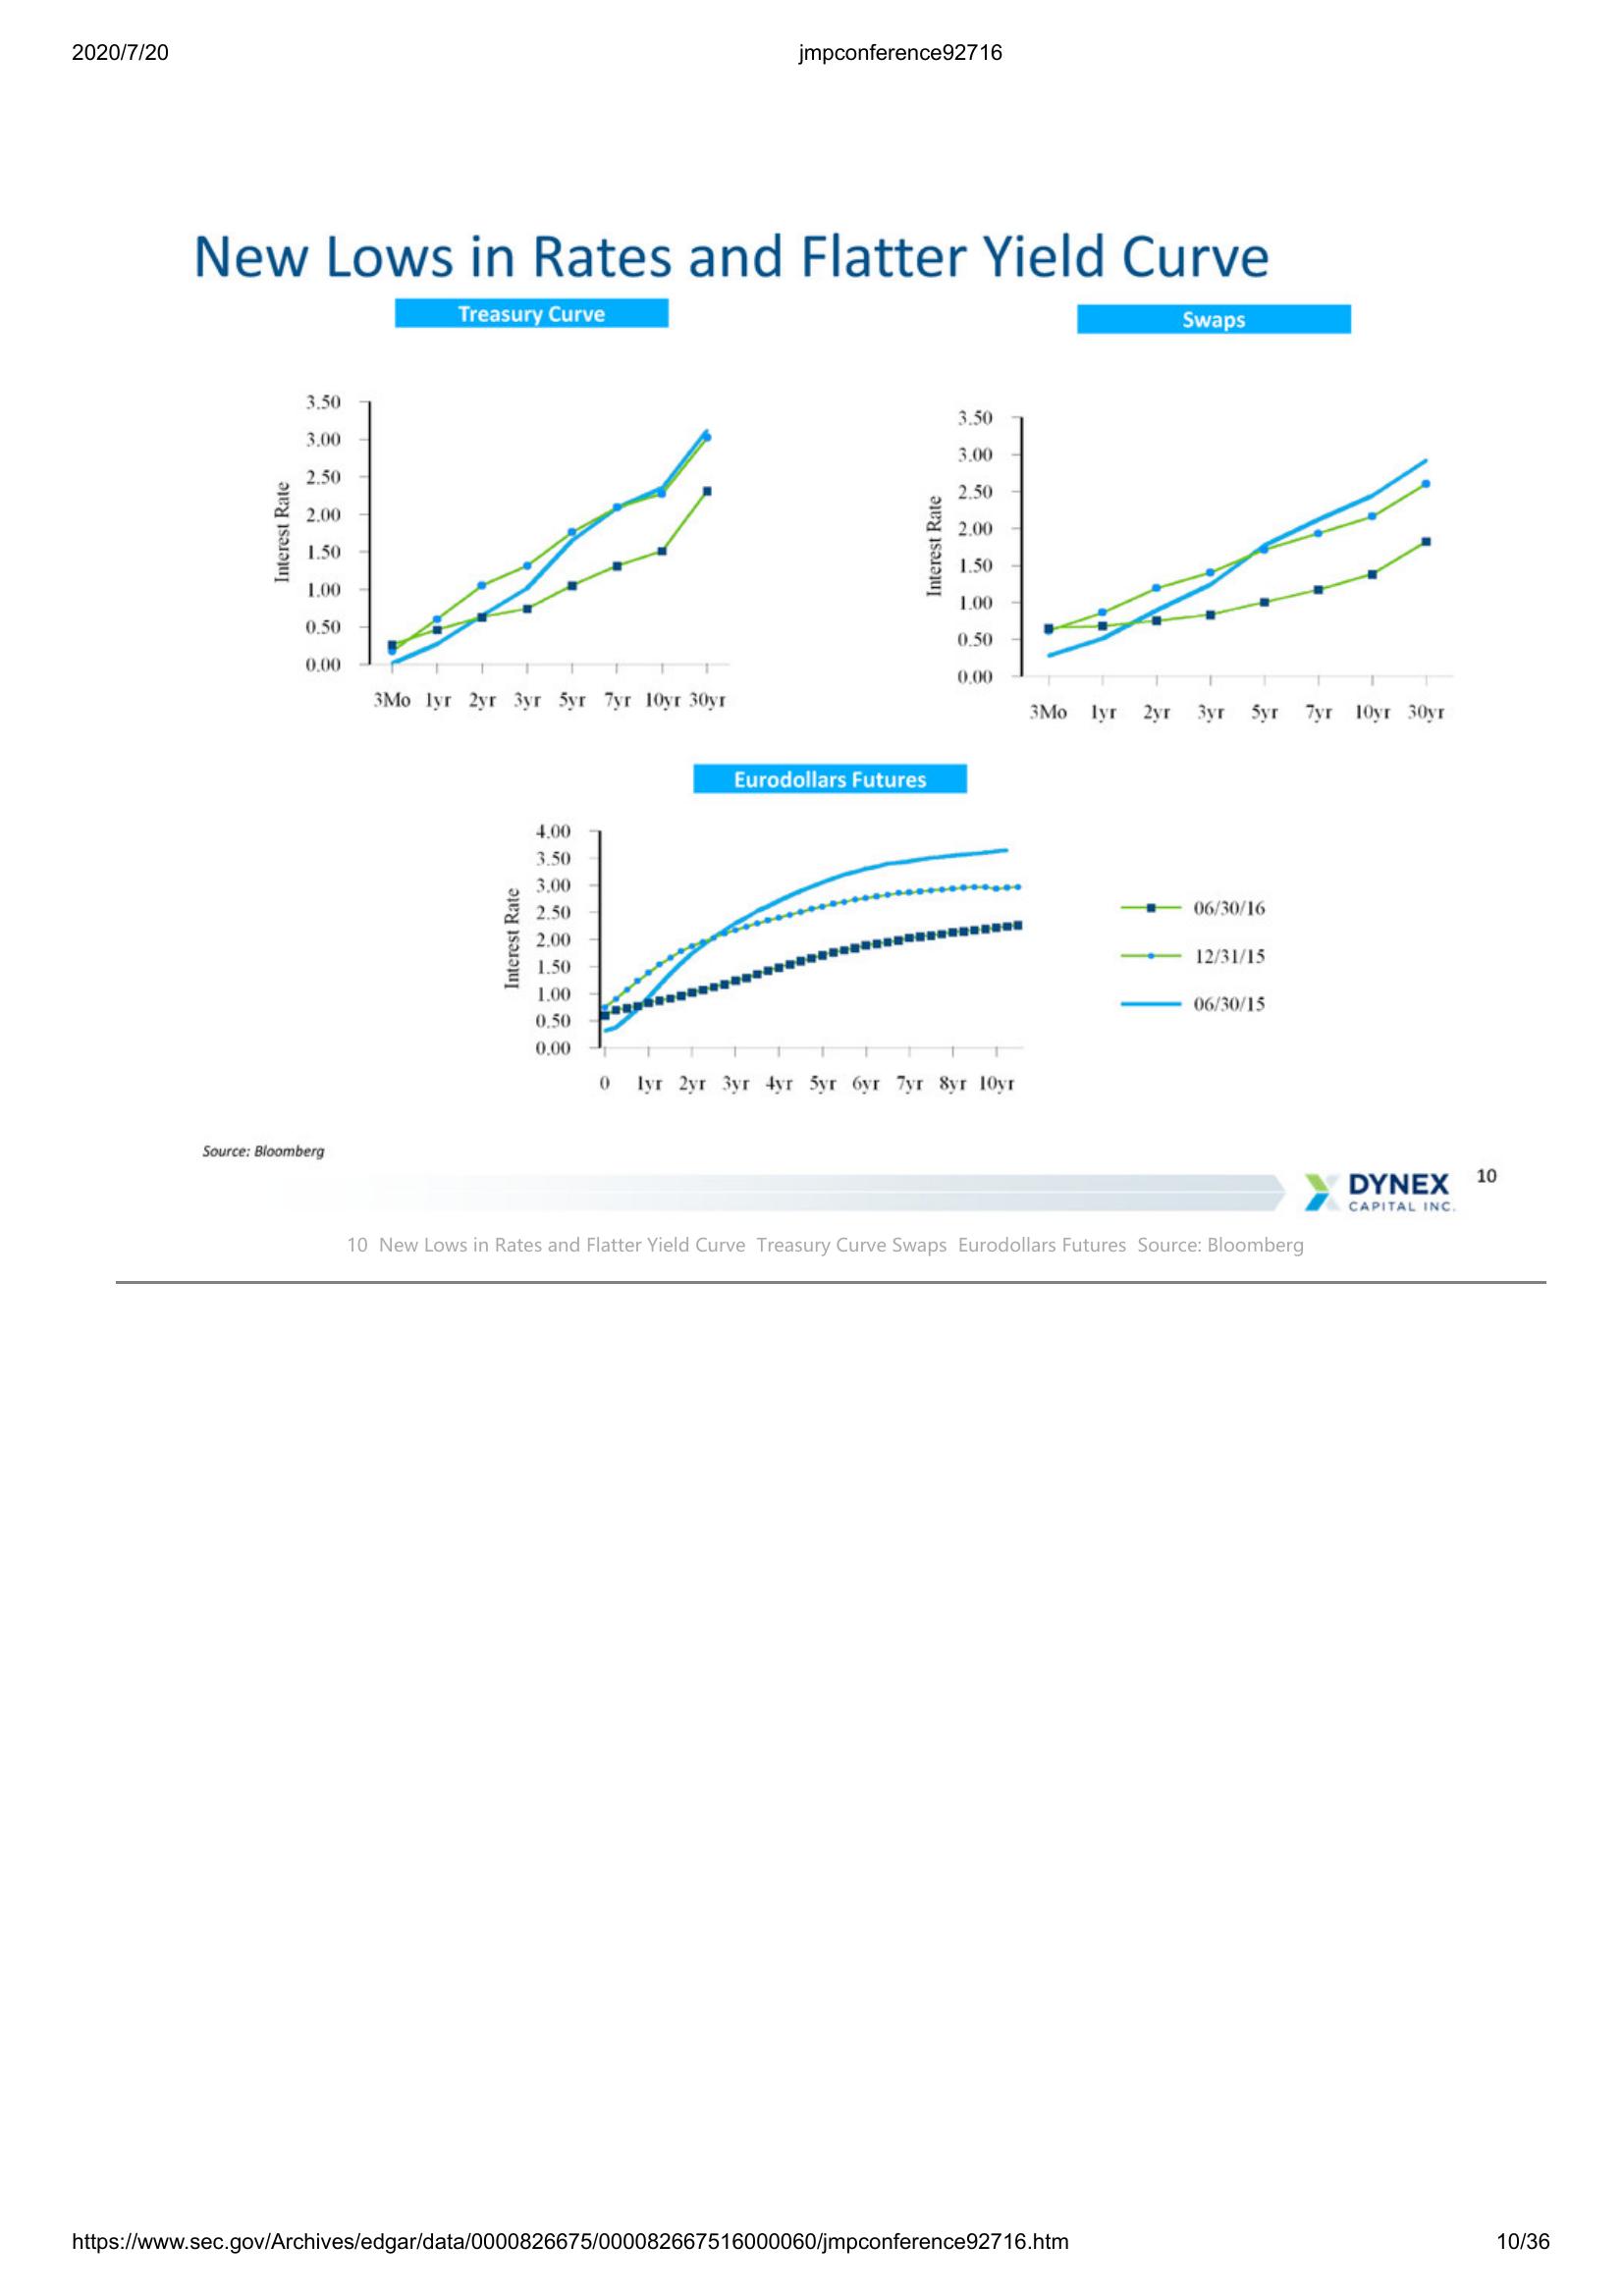 2020/7/20 jmpconference92716
New Lows in Rates and Flatter Yield Curve
Treasury Curve
3.50
3.00
2.50
2.00
1.50
1.00
0.50
0.00
Interest Rate
3Mo 1yr 2yr 3yr 5yr 7yr 10yr 30yr
Swaps
3.50
3.00
2.50
2.00
1.50
1.00
0.50
0.00
Interest Rate
3Mo 1yr 2yr 3yr 5yr 7yr 10yr 30yr
Eurodollars Futures
4.00
3.50
3.00
2.50
2.00
1.50
1.00
0.50
0.00
Interest Rate
0 1yr 2yr 3yr 4yr 5yr 6yr 7yr 8yr 10yr
06/30/16
12/31/15
06/30/15
Source: Bloomberg
DYNEX
CAPITAL INC.
10
10 New Lows in Rates and Flatter Yield Curve Treasury Curve Swaps Eurodollars Futures Source: Bloomberg
https://www.sec.gov/Archives/edgar/data/0000826675/000082667516000060/jmpconference92716.htm 10/36